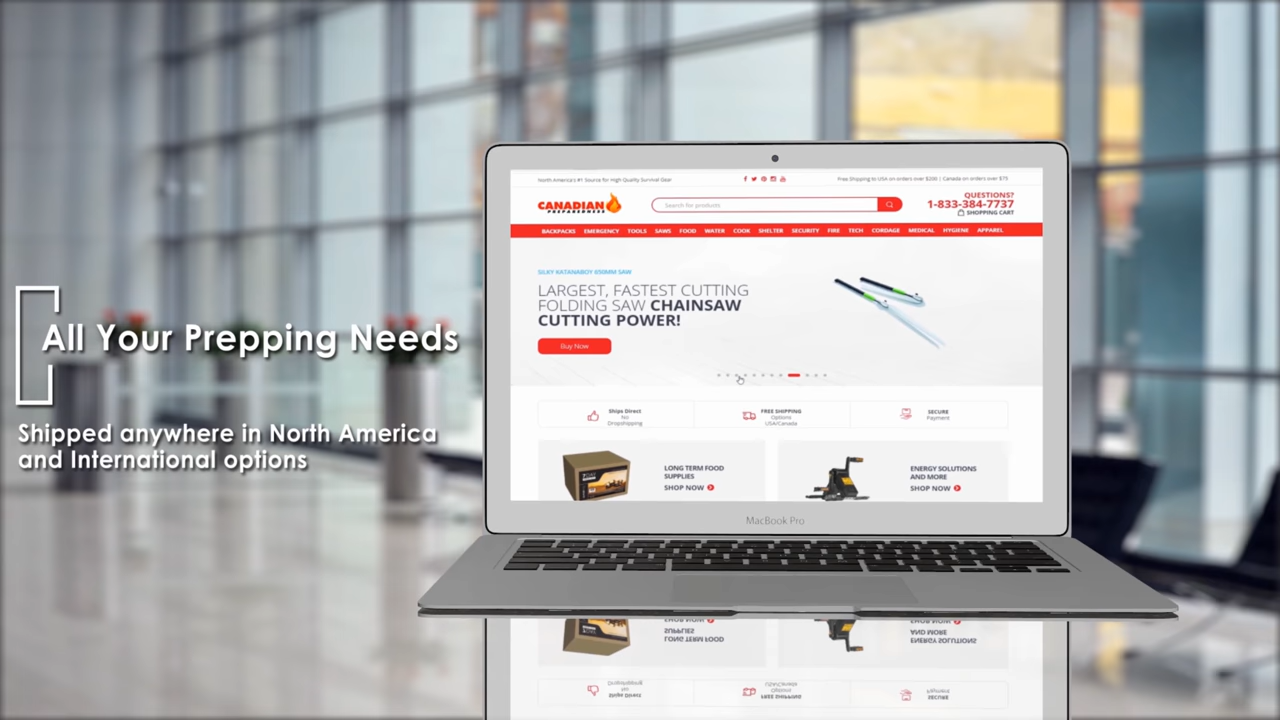 All Your Prepping Needs
Shipped anywhere in North America
and International options
North America's #1 Source for High Quality Survival Gear
Free Shipping to USA on orders over $200 | Canada on orders over $75
CANADIAN
PREPAREDNESS
Search for products
QUESTIONS?
1-833-384-7737
SHOPPING CART
BACKPACKS EMERGENCY TOOLS SAWS FOOD WATER COOK SHELTER SECURITY FIRE TECH CORDAGE MEDICAL HYGIENE APPAREL
SILKY KATANABOY 650MM SAW
LARGEST, FASTEST CUTTING
FOLDING SAW CHAINSAW
CUTTING POWER!
Buy Now
Ships Direct
No
Dropshipping
FREE SHIPPING
Options
USA/Canada
SECURE
Payment
LONG TERM FOOD
SUPPLIES
SHOP NOW
ENERGY SOLUTIONS
AND MORE
SHOP NOW
MacBook Pro